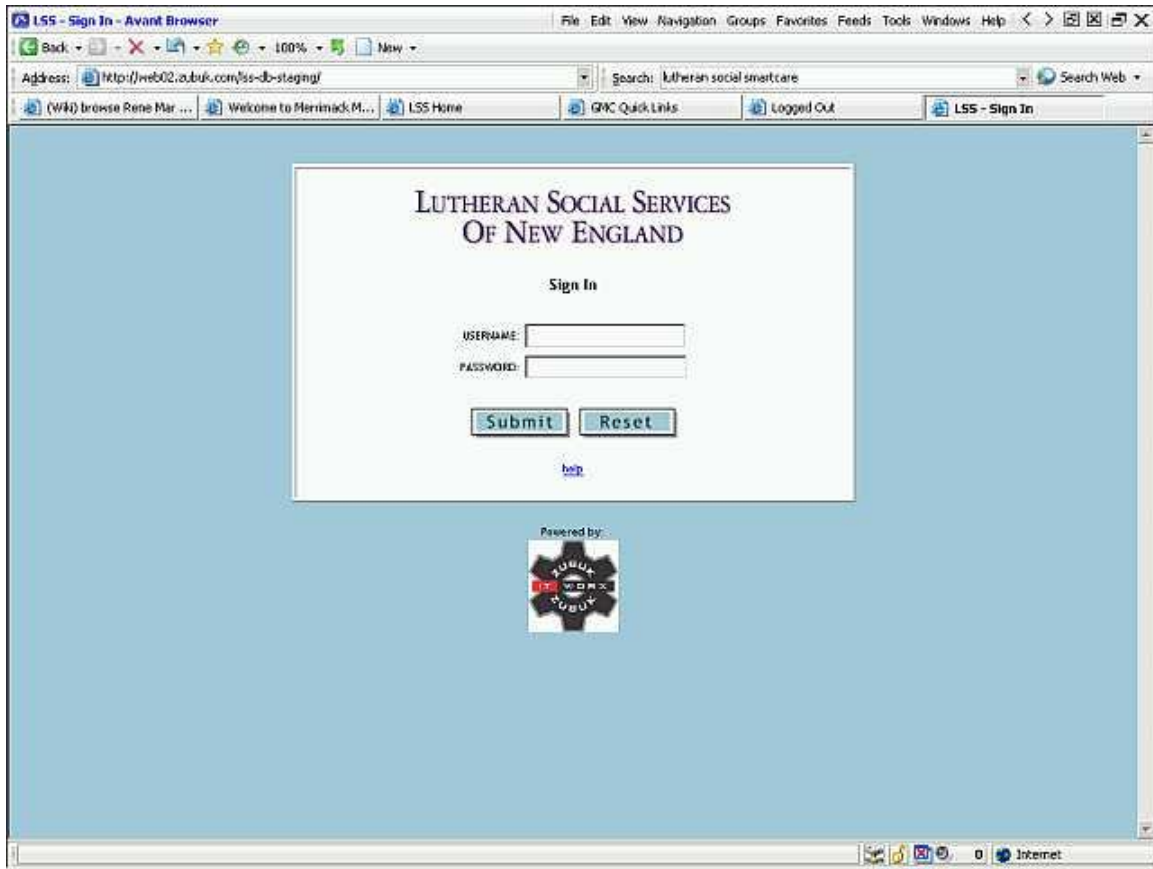 LSS - Sign In - Avant Browser
File Edit View Navigation Groups Favorites Feeds Tools Windows Help
Back 100% New
Address: http://web02.zubuk.com/lss-db-staging/ Search: lutheran social smartcare Search Web
(Wiki) browse Rene Mar ... Welcome to Merrimack M... LSS Home GMC Quick Links Logged Out LSS - Sign In
LUTHERAN SOCIAL SERVICES
OF NEW ENGLAND
Sign In
USERNAME:
PASSWORD:
Submit Reset
help
Powered by:
ZUBUK
IT WORX
ZUBUK
0 Internet